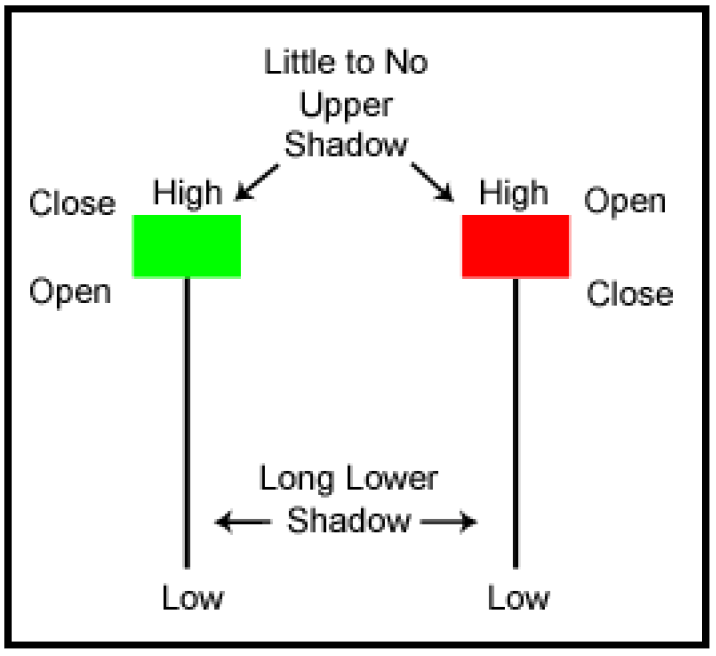 Little to No
Upper
Shadow
Close
High
High
Open
Open
Close
Long Lower
Shadow
Low
Low